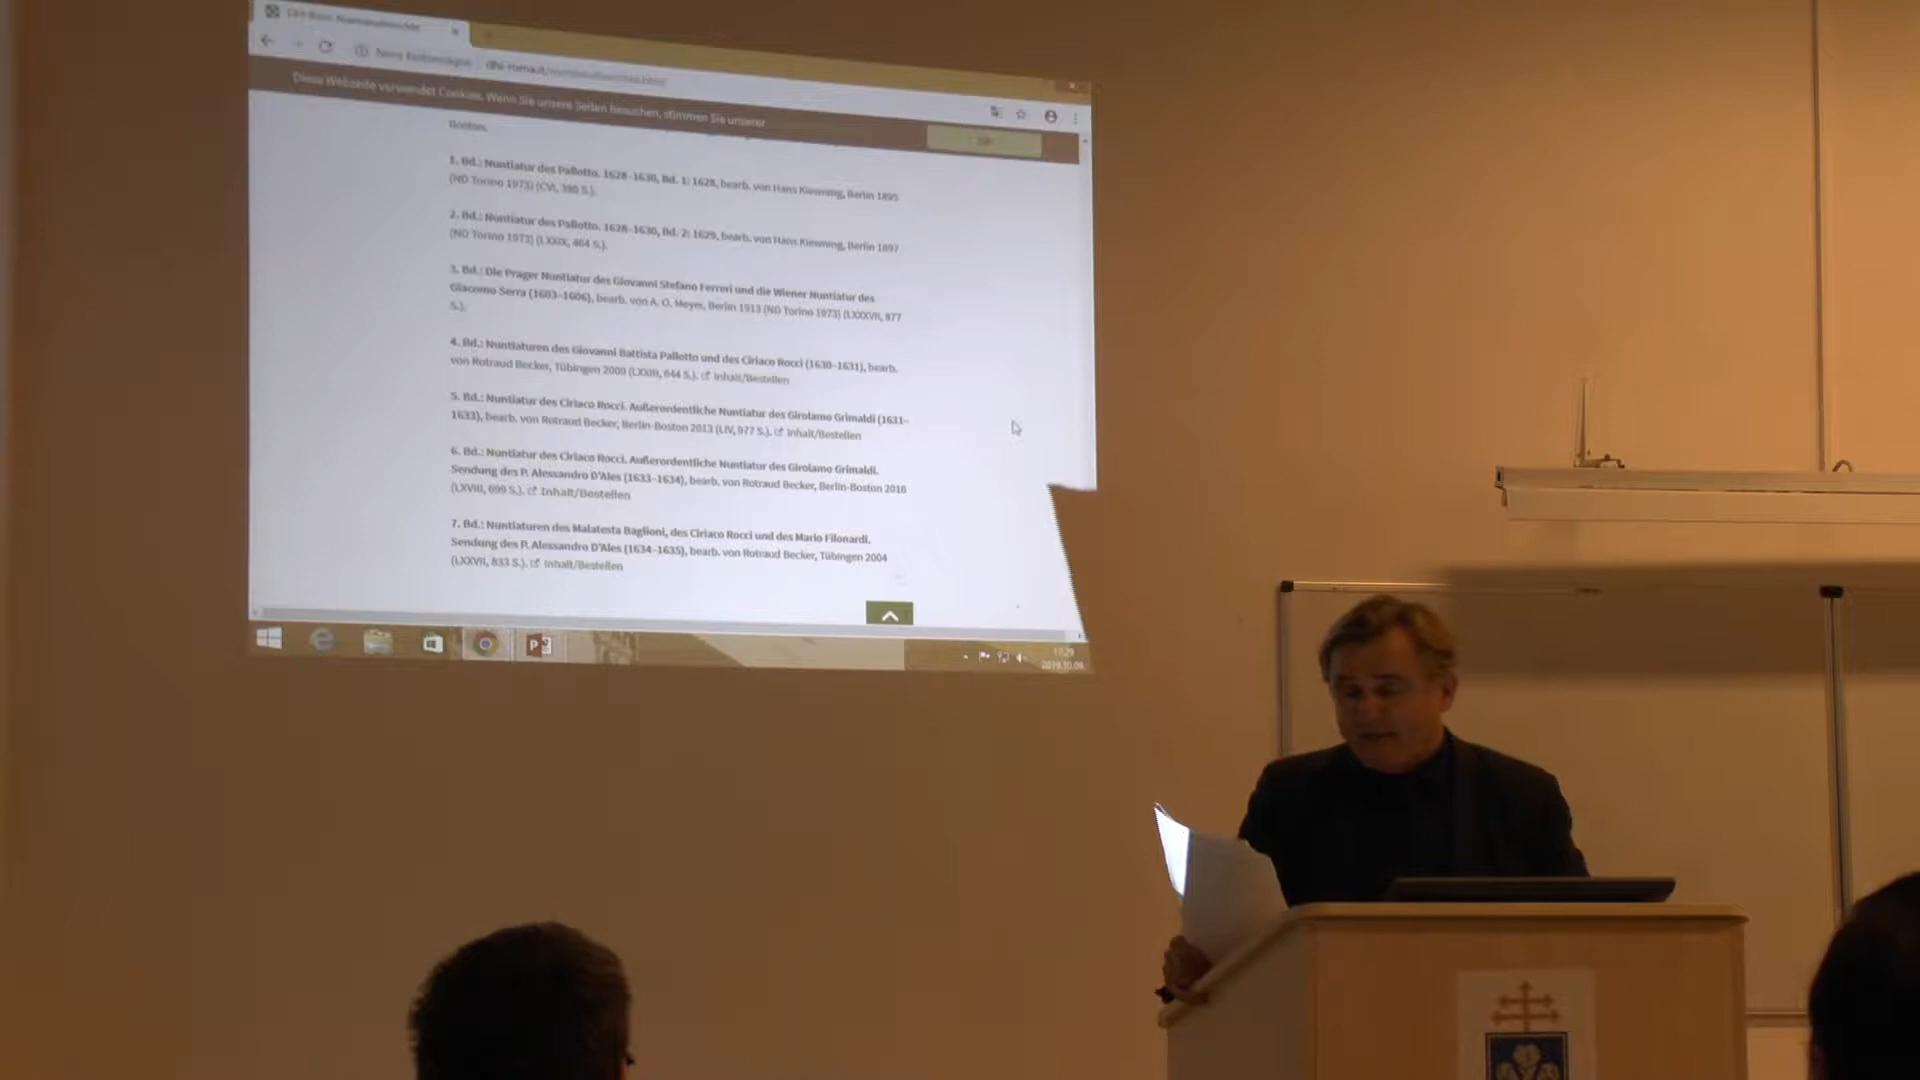 Diese Webseite verwendet Cookies. Wenn Sie unsere Seiten besuchen, stimmen Sie unserer
Boston.
1. Bd.: Nuntiatur des Pallotto. 1628–1630, Bd. 1: 1628, bearb. von Hans Kiewning, Berlin 1895
(ND Torino 1973) (CVI, 380 S.).
2. Bd.: Nuntiatur des Pallotto. 1628–1630, Bd. 2: 1629, bearb. von Hans Kiewning, Berlin 1897
(ND Torino 1973) (LXXIX, 464 S.).
3. Bd.: Die Prager Nuntiatur des Giovanni Stefano Ferreri und die Wiener Nuntiatur des
Giacomo Serra (1603–1606), bearb. von A. O. Meyer, Berlin 1913 (ND Torino 1973) (LXXXVII, 877
S.).
4. Bd.: Nuntiaturen des Giovanni Battista Pallotto und des Ciriaco Rocci (1630–1631), bearb.
von Rotraud Becker, Tübingen 2009 644 S.). Inhalt/Bestellen
5. Bd.: Nuntiatur des Ciriaco Rocci. Außerordentliche Nuntiatur des Girolamo Grimaldi (1631–
1633), bearb. von Rotraud Becker, Berlin-Boston 2013 (LIV, 977 S.). Inhalt/Bestellen
6. Bd.: Nuntiatur des Ciriaco Rocci. Außerordentliche Nuntiatur des Girolamo Grimaldi.
Sendung des P. Alessandro D'Ales (1633–1634), bearb. von Rotraud Becker, Berlin-Boston 2016
(LXVIII, 699 S.). Inhalt/Bestellen
7. Bd.: Nuntiaturen des Malatesta Baglioni, des Ciriaco Rocci und des Mario Filonardi.
Sendung des P. Alessandro D'Ales (1634–1635), bearb. von Rotraud Becker, Tübingen 2004
(LXXVII, 833 S.). Inhalt/Bestellen
2019.10.09.